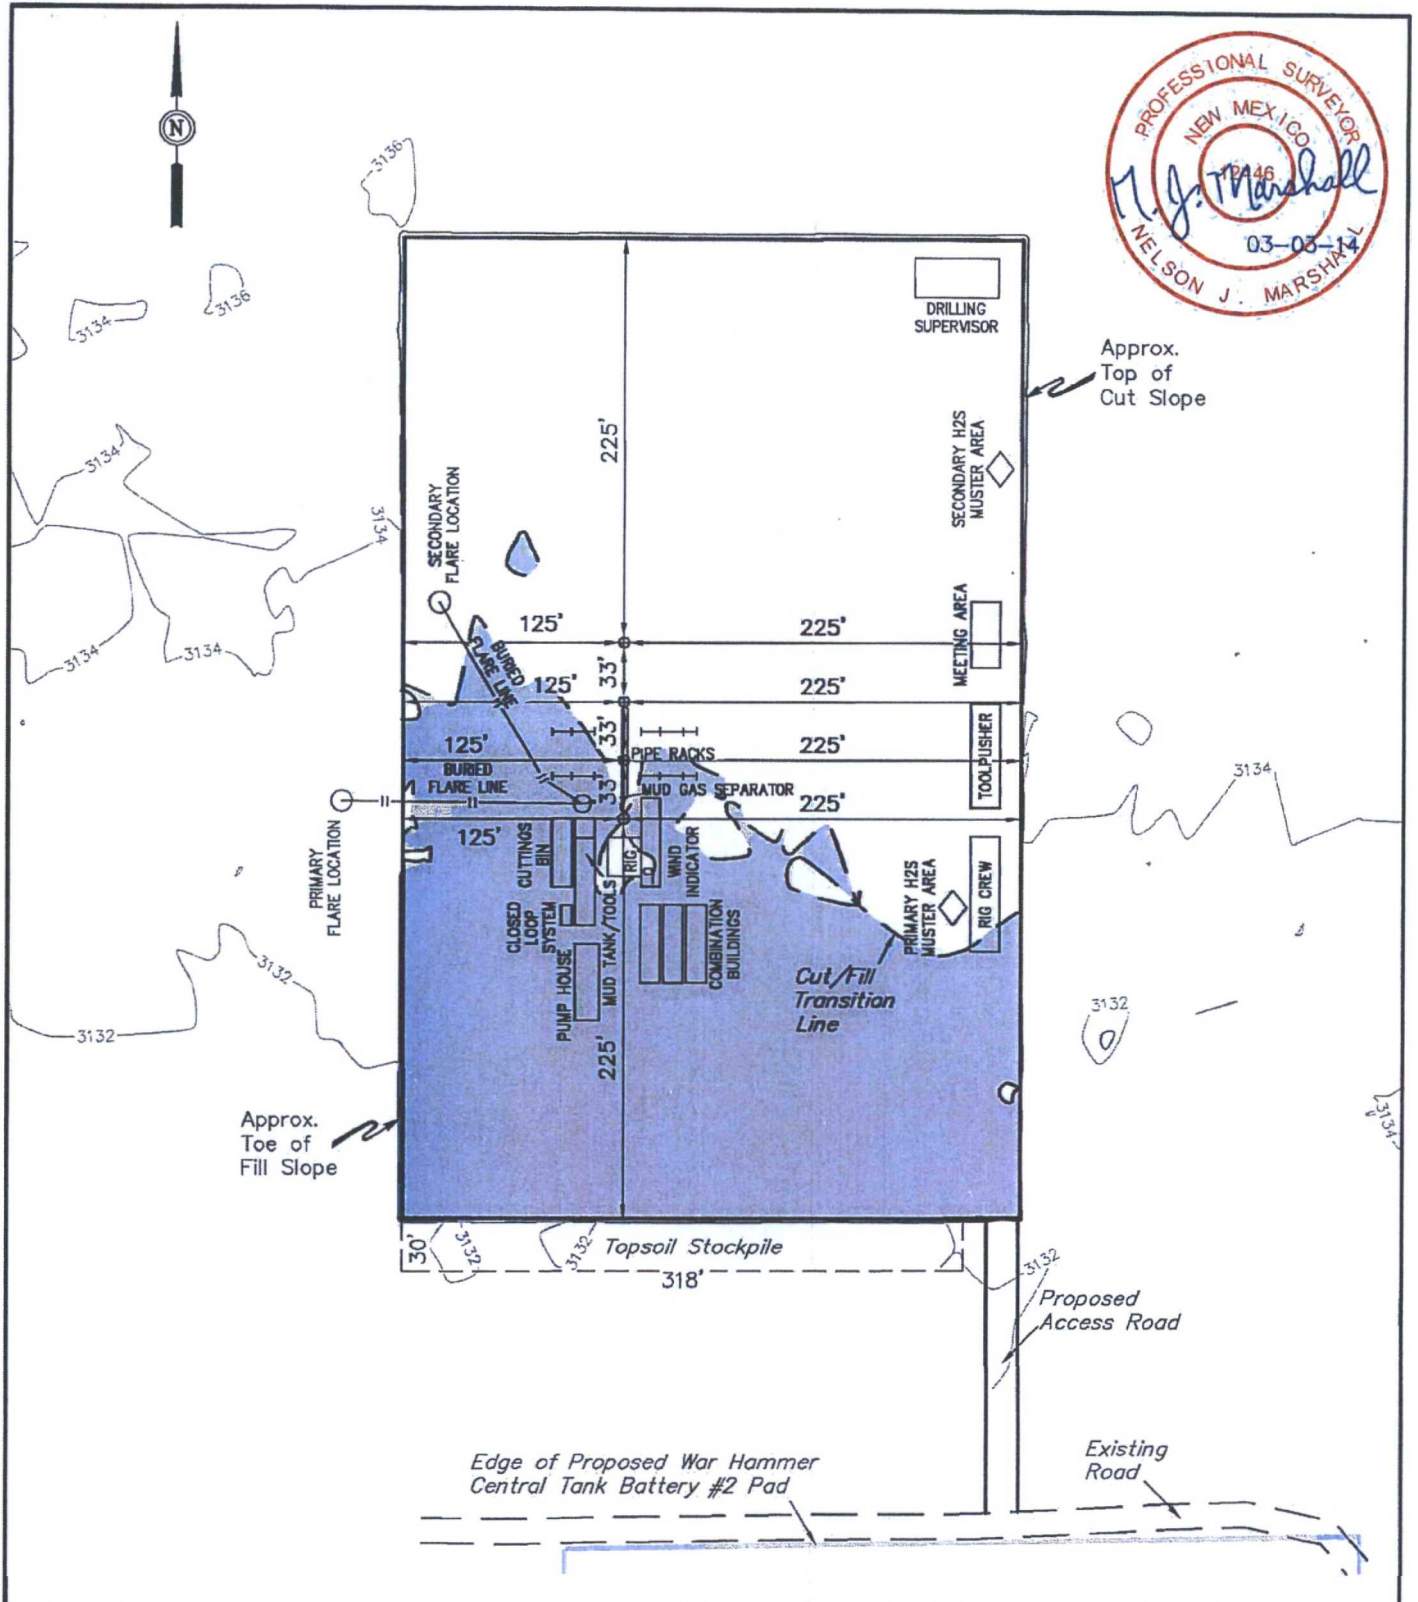 N
PROFESSIONAL SURVEYOR
NEW MEXICO
M. J. Marshall
03-03-14
NELSON J. MARSHALL
3136
3136
3134
DRILLING
SUPERVISOR
Approx.
Top of
Cut Slope
225'
SECONDARY H2S
MUSTER AREA
3134
3134
SECONDARY
FLARE LOCATION
MEETING AREA
125'
225'
33'
3134
3134
BURIED
FLARE LINE
125'
225'
33'
TOOLPUSHER
125'
PIPE RACKS
225'
3134
BURIED
FLARE LINE
33'
MUD GAS SEPARATOR
225'
125'
PRIMARY
FLARE LOCATION
CUTTINGS
BIN
RIG
WIND
INDICATOR
PRIMARY H2S
MUSTER AREA
RIG CREW
CLOSED
LOOP
SYSTEM
MUD TANK/TOOLS
COMBINATION
BUILDINGS
PUMP HOUSE
3132
3132
Cut/Fill
Transition
Line
3132
225'
Approx.
Toe of
Fill Slope
3134
30'
3132
3132
Topsoil Stockpile
318'
3132
Proposed
Access Road
Edge of Proposed War Hammer
Central Tank Battery #2 Pad
Existing
Road